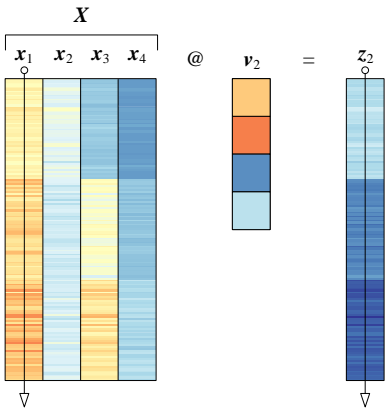 X
x₁ x₂ x₃ x₄ @ v₂ = z₂